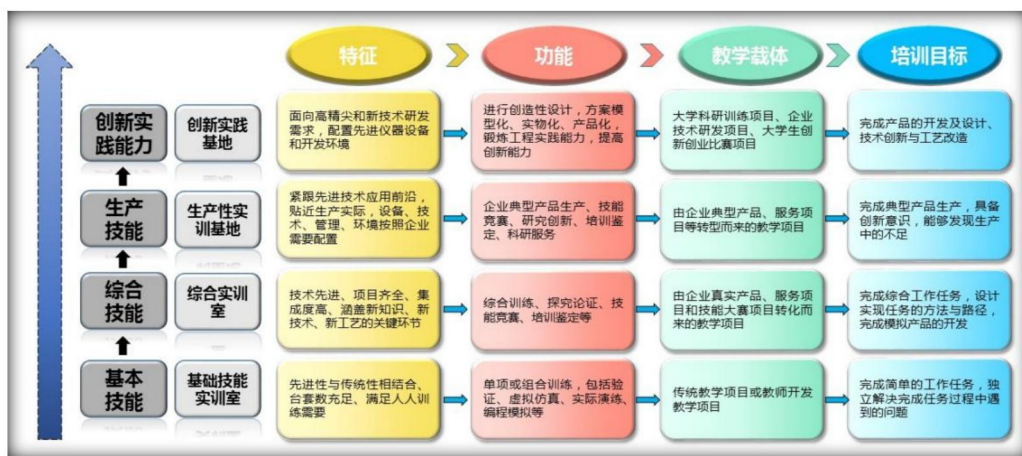 特征
功能
教学载体
培训目标
创新实
践能力
创新实践
基地
面向高精尖和新技术研发
需求，配置先进仪器设备
和开发环境
进行创造性设计，方案模
型化、实物化、产品化，
锻炼工程实践能力，提高
创新能力
大学科研训练项目、企业
技术研发项目、大学生创
新创业比赛项目
完成产品的开发及设计、
技术创新与工艺改造
生产
技能
生产性实
训基地
紧跟先进技术应用前沿，
贴近生产实际，设备、技
术、管理、环境按照企业
需要配置
企业典型产品生产、技能
竞赛、研究创新、培训鉴
定、科研服务
由企业典型产品、服务项
目等转型而来的教学项目
完成典型产品生产，具备
创新意识，能够发现生产
中的不足
综合
技能
综合实训
室
技术先进、项目齐全、集
成度高、涵盖新知识、新
技术、新工艺的关键环节
综合训练、探究论证、技
能竞赛、培训鉴定等
由企业真实产品、服务项
目和技能大赛项目转化而
来的教学项目
完成综合工作任务，设计
实现任务的方法与路径，
完成模拟产品的开发
基本
技能
基础技能
实训室
先进性与传统性相结合、
台套数充足、满足人人训
练需要
单项或组合训练，包括验
证、虚拟仿真、实际演练、
编程模拟等
传统教学项目或教师开发
教学项目
完成简单的工作任务，独
立解决完成任务过程中遇
到的问题